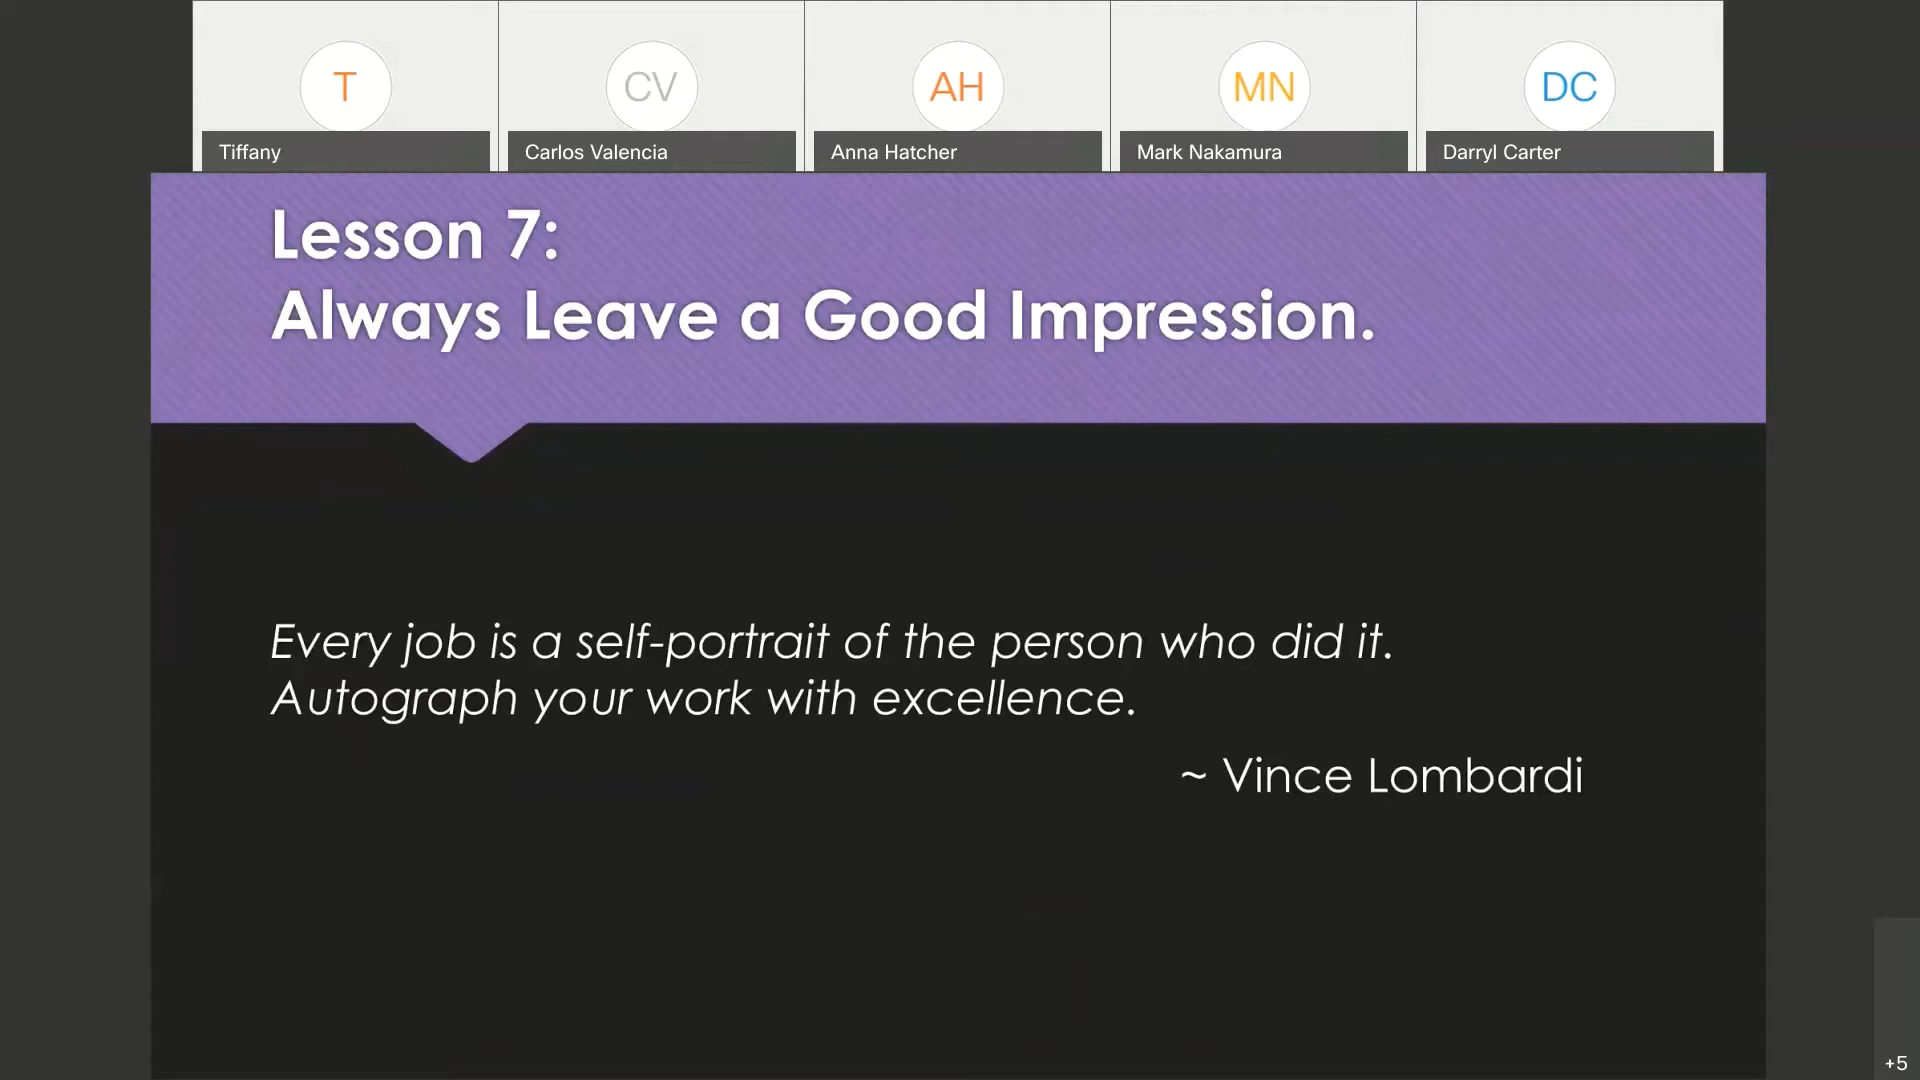 T
CV
AH
MN
DC
Tiffany
Carlos Valencia
Anna Hatcher
Mark Nakamura
Darryl Carter
Lesson 7:
Always Leave a Good Impression.
Every job is a self-portrait of the person who did it.
Autograph your work with excellence.
~ Vince Lombardi
+5